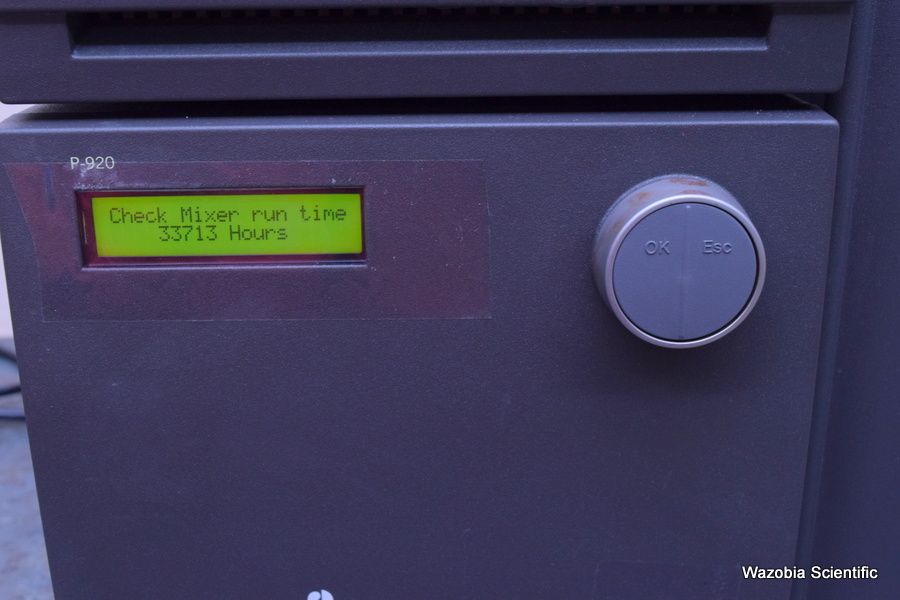 P-920
Check Mixer run time
33713 Hours
OK Esc
Wazobia Scientific